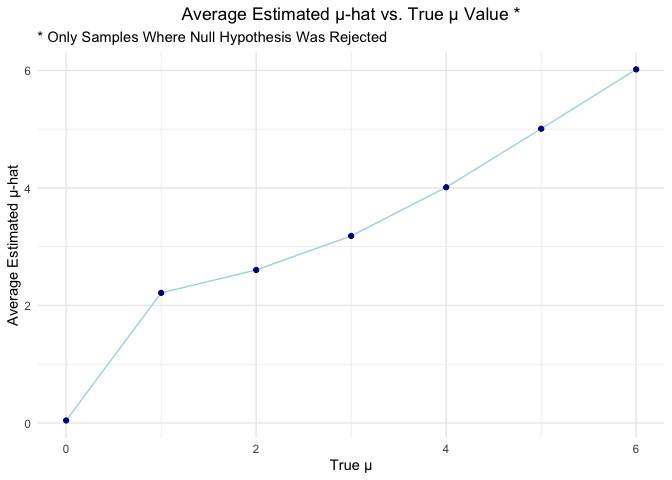 Average Estimated μ-hat vs. True μ Value *
* Only Samples Where Null Hypothesis Was Rejected
Average Estimated μ-hat
6
4
2
0
0 2 4 6
True μ